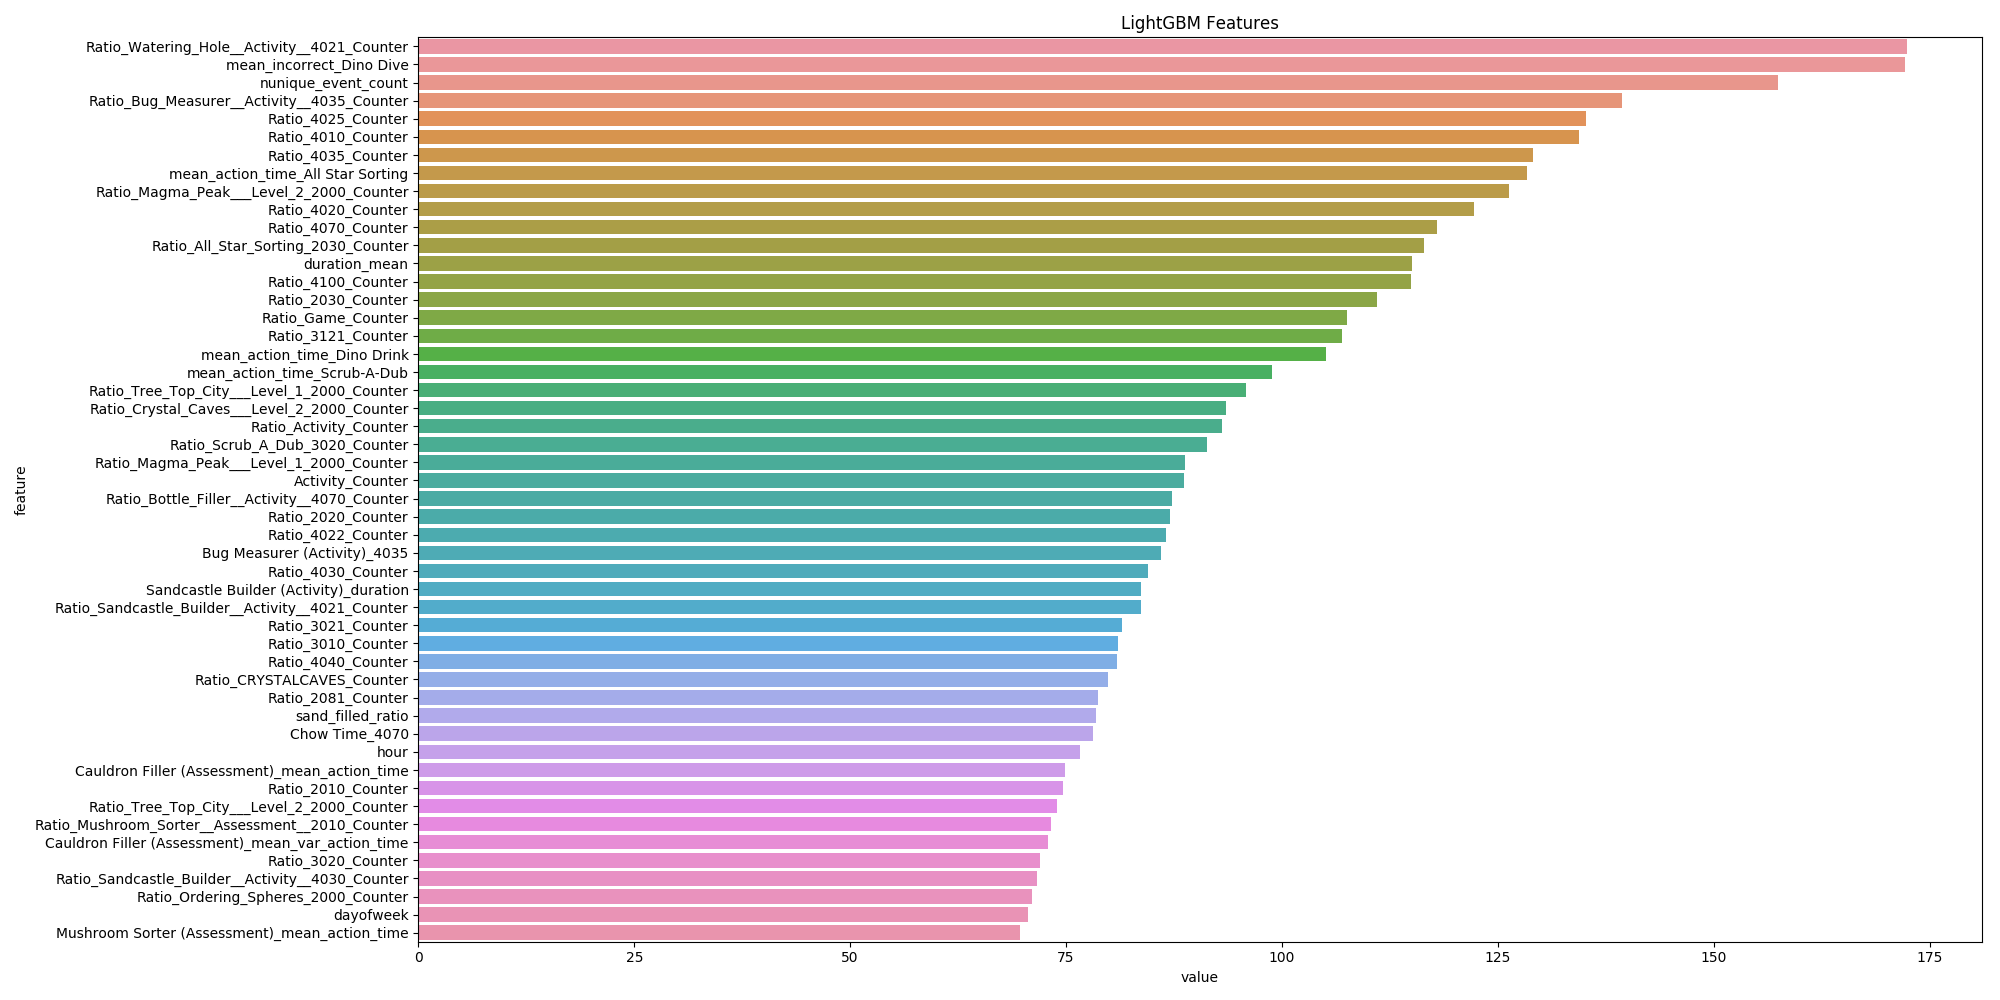 LightGBM Features
Ratio_Watering_Hole__Activity__4021_Counter
mean_incorrect_Dino Dive
nunique_event_count
Ratio_Bug_Measurer__Activity__4035_Counter
Ratio_4025_Counter
Ratio_4010_Counter
Ratio_4035_Counter
mean_action_time_All Star Sorting
Ratio_Magma_Peak___Level_2_2000_Counter
Ratio_4020_Counter
Ratio_4070_Counter
Ratio_All_Star_Sorting_2030_Counter
duration_mean
Ratio_4100_Counter
Ratio_2030_Counter
Ratio_Game_Counter
Ratio_3121_Counter
mean_action_time_Dino Drink
mean_action_time_Scrub-A-Dub
Ratio_Tree_Top_City___Level_1_2000_Counter
Ratio_Crystal_Caves___Level_2_2000_Counter
Ratio_Activity_Counter
Ratio_Scrub_A_Dub_3020_Counter
Ratio_Magma_Peak___Level_1_2000_Counter
Activity_Counter
Ratio_Bottle_Filler__Activity__4070_Counter
Ratio_2020_Counter
Ratio_4022_Counter
Bug Measurer (Activity)_4035
Ratio_4030_Counter
Sandcastle Builder (Activity)_duration
Ratio_Sandcastle_Builder__Activity__4021_Counter
Ratio_3021_Counter
Ratio_3010_Counter
Ratio_4040_Counter
Ratio_CRYSTALCAVES_Counter
Ratio_2081_Counter
sand_filled_ratio
Chow Time_4070
hour
Cauldron Filler (Assessment)_mean_action_time
Ratio_2010_Counter
Ratio_Tree_Top_City___Level_2_2000_Counter
Ratio_Mushroom_Sorter__Assessment__2010_Counter
Cauldron Filler (Assessment)_mean_var_action_time
Ratio_3020_Counter
Ratio_Sandcastle_Builder__Activity__4030_Counter
Ratio_Ordering_Spheres_2000_Counter
dayofweek
Mushroom Sorter (Assessment)_mean_action_time
feature
0 25 50 75 100 125 150 175
value